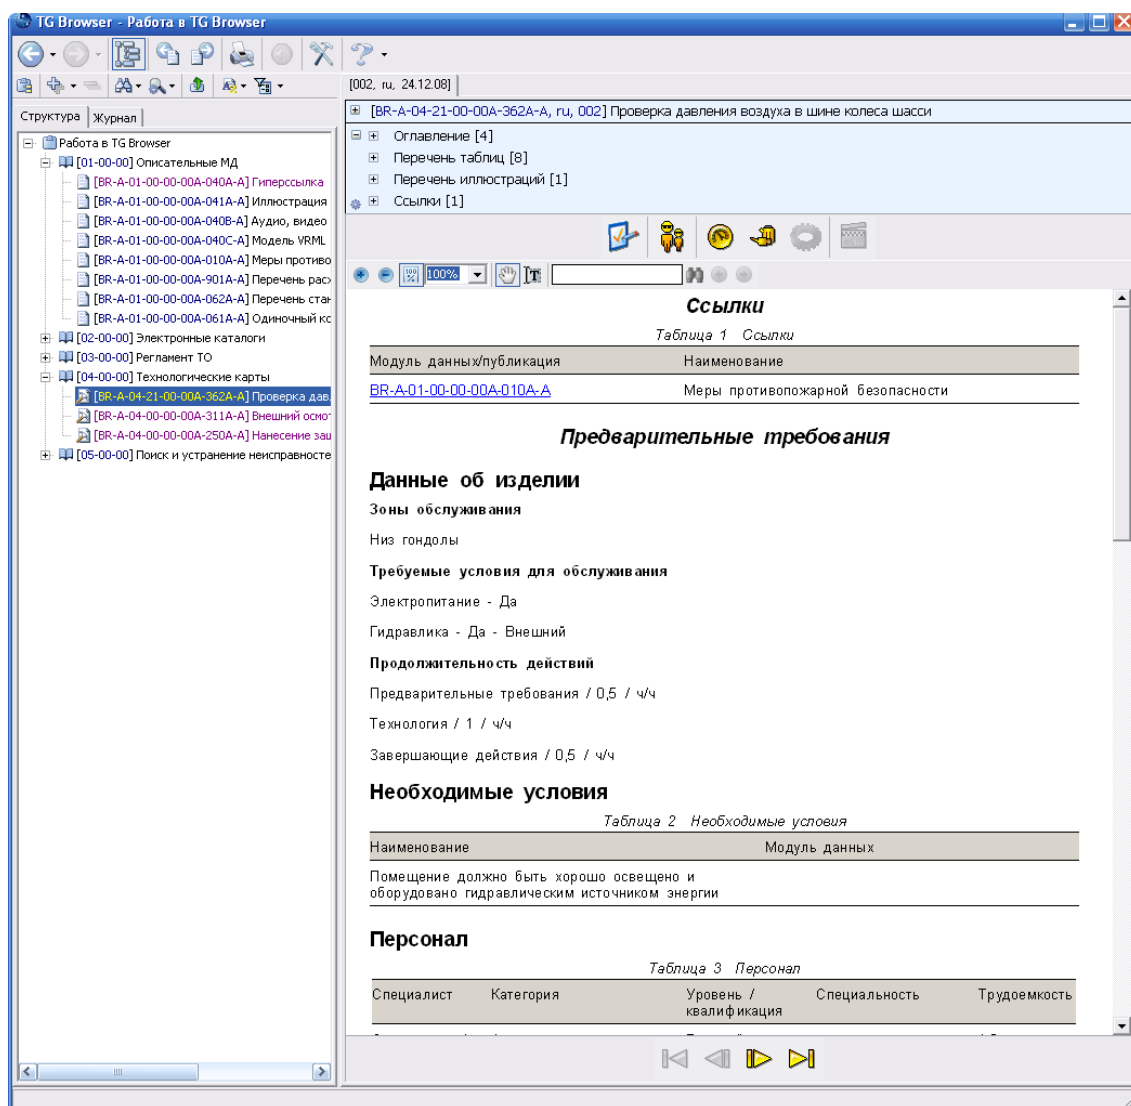 TG Browser - Работа в TG Browser
[002, ru, 24.12.08]
Структура Журнал
Работа в TG Browser
[01-00-00] Описательные МД
[BR-A-01-00-00-00A-040A-A] Гиперссылка
[BR-A-01-00-00-00A-041A-A] Иллюстрация
[BR-A-01-00-00-00A-040B-A] Аудио, видео
[BR-A-01-00-00-00A-040C-A] Модель VRML
[BR-A-01-00-00-00A-010A-A] Меры противо
[BR-A-01-00-00-00A-901A-A] Перечень рас
[BR-A-01-00-00-00A-062A-A] Перечень стан
[BR-A-01-00-00-00A-061A-A] Одиночный кс
[02-00-00] Электронные каталоги
[03-00-00] Регламент ТО
[04-00-00] Технологические карты
[BR-A-04-21-00-00A-362A-A] Проверка дав
[BR-A-04-00-00-00A-311A-A] Внешний осмо
[BR-A-04-00-00-00A-250A-A] Нанесение защ
[05-00-00] Поиск и устранение неисправносте
[BR-A-04-21-00-00A-362A-A, ru, 002] Проверка давления воздуха в шине колеса шасси
Оглавление [4]
Перечень таблиц [8]
Перечень иллюстраций [1]
Ссылки [1]
100%
Ссылки
Таблица 1 Ссылки
Модуль данных/публикация Наименование
BR-A-01-00-00-00A-010A-A Меры противопожарной безопасности
Предварительные требования
Данные об изделии
Зоны обслуживания
Низ гондолы
Требуемые условия для обслуживания
Электропитание - Да
Гидравлика - Да - Внешний
Продолжительность действий
Предварительные требования / 0,5 / ч/ч
Технология / 1 / ч/ч
Завершающие действия / 0,5 / ч/ч
Необходимые условия
Таблица 2 Необходимые условия
Наименование Модуль данных
Помещение должно быть хорошо освещено и
оборудовано гидравлическим источником энергии
Персонал
Таблица 3 Персонал
Специалист Категория Уровень / Специальность Трудоемкость
квалификация